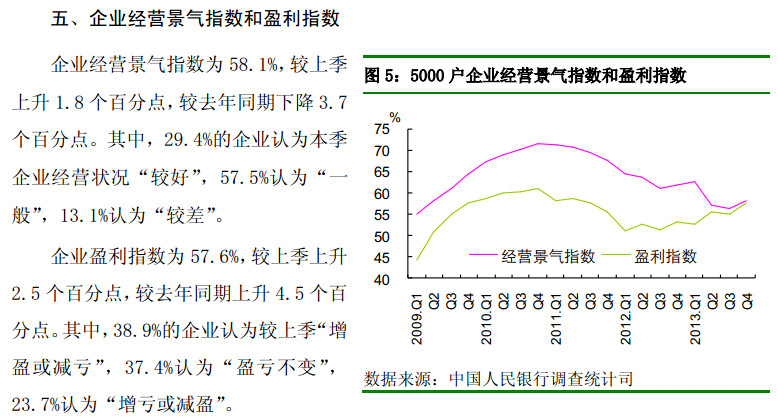 五、企业经营景气指数和盈利指数
企业经营景气指数为 58.1%,较上季
上升 1.8 个百分点,较去年同期下降 3.7
个百分点。其中,29.4%的企业认为本季
企业经营状况“较好”,57.5%认为“一
般”,13.1%认为“较差”。
企业盈利指数为 57.6%,较上季上升
2.5 个百分点,较去年同期上升 4.5 个百
分点。其中,38.9%的企业认为较上季“增
盈或减亏”,37.4%认为“盈亏不变”,
23.7%认为“增亏或减盈”。
图 5:5000 户企业经营景气指数和盈利指数
%
75
70
65
60
55
50
45
40
经营景气指数
盈利指数
2009.Q1
Q2
Q3
Q4
2010.Q1
Q2
Q3
Q4
2011.Q1
Q2
Q3
Q4
2012.Q1
Q2
Q3
Q4
2013.Q1
Q2
Q3
Q4
数据来源:中国人民银行调查统计司